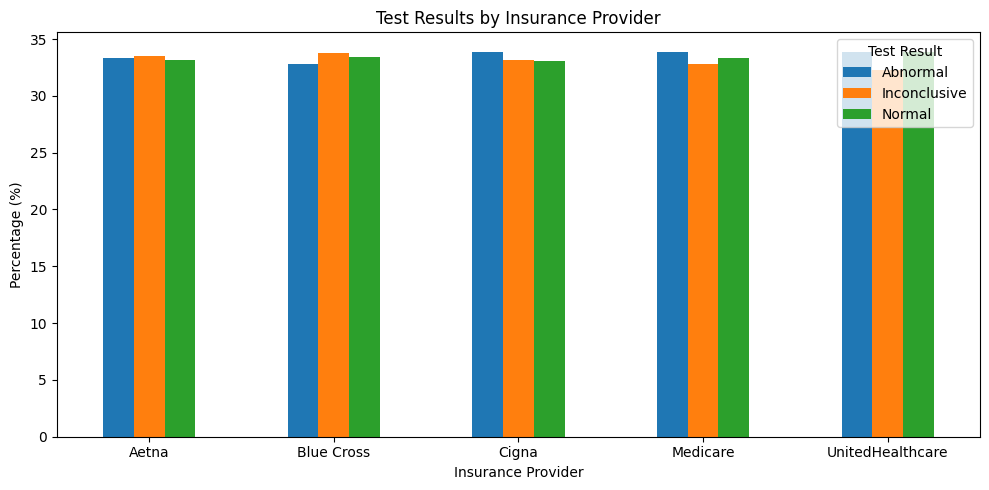 Test Results by Insurance Provider
Test Result
Abnormal
Inconclusive
Normal
Percentage (%)
35
30
25
20
15
10
5
0
Aetna
Blue Cross
Cigna
Medicare
UnitedHealthcare
Insurance Provider